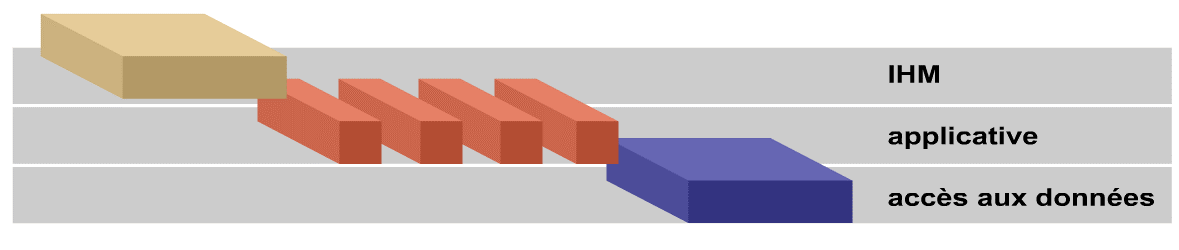 IHM
applicative
accès aux données